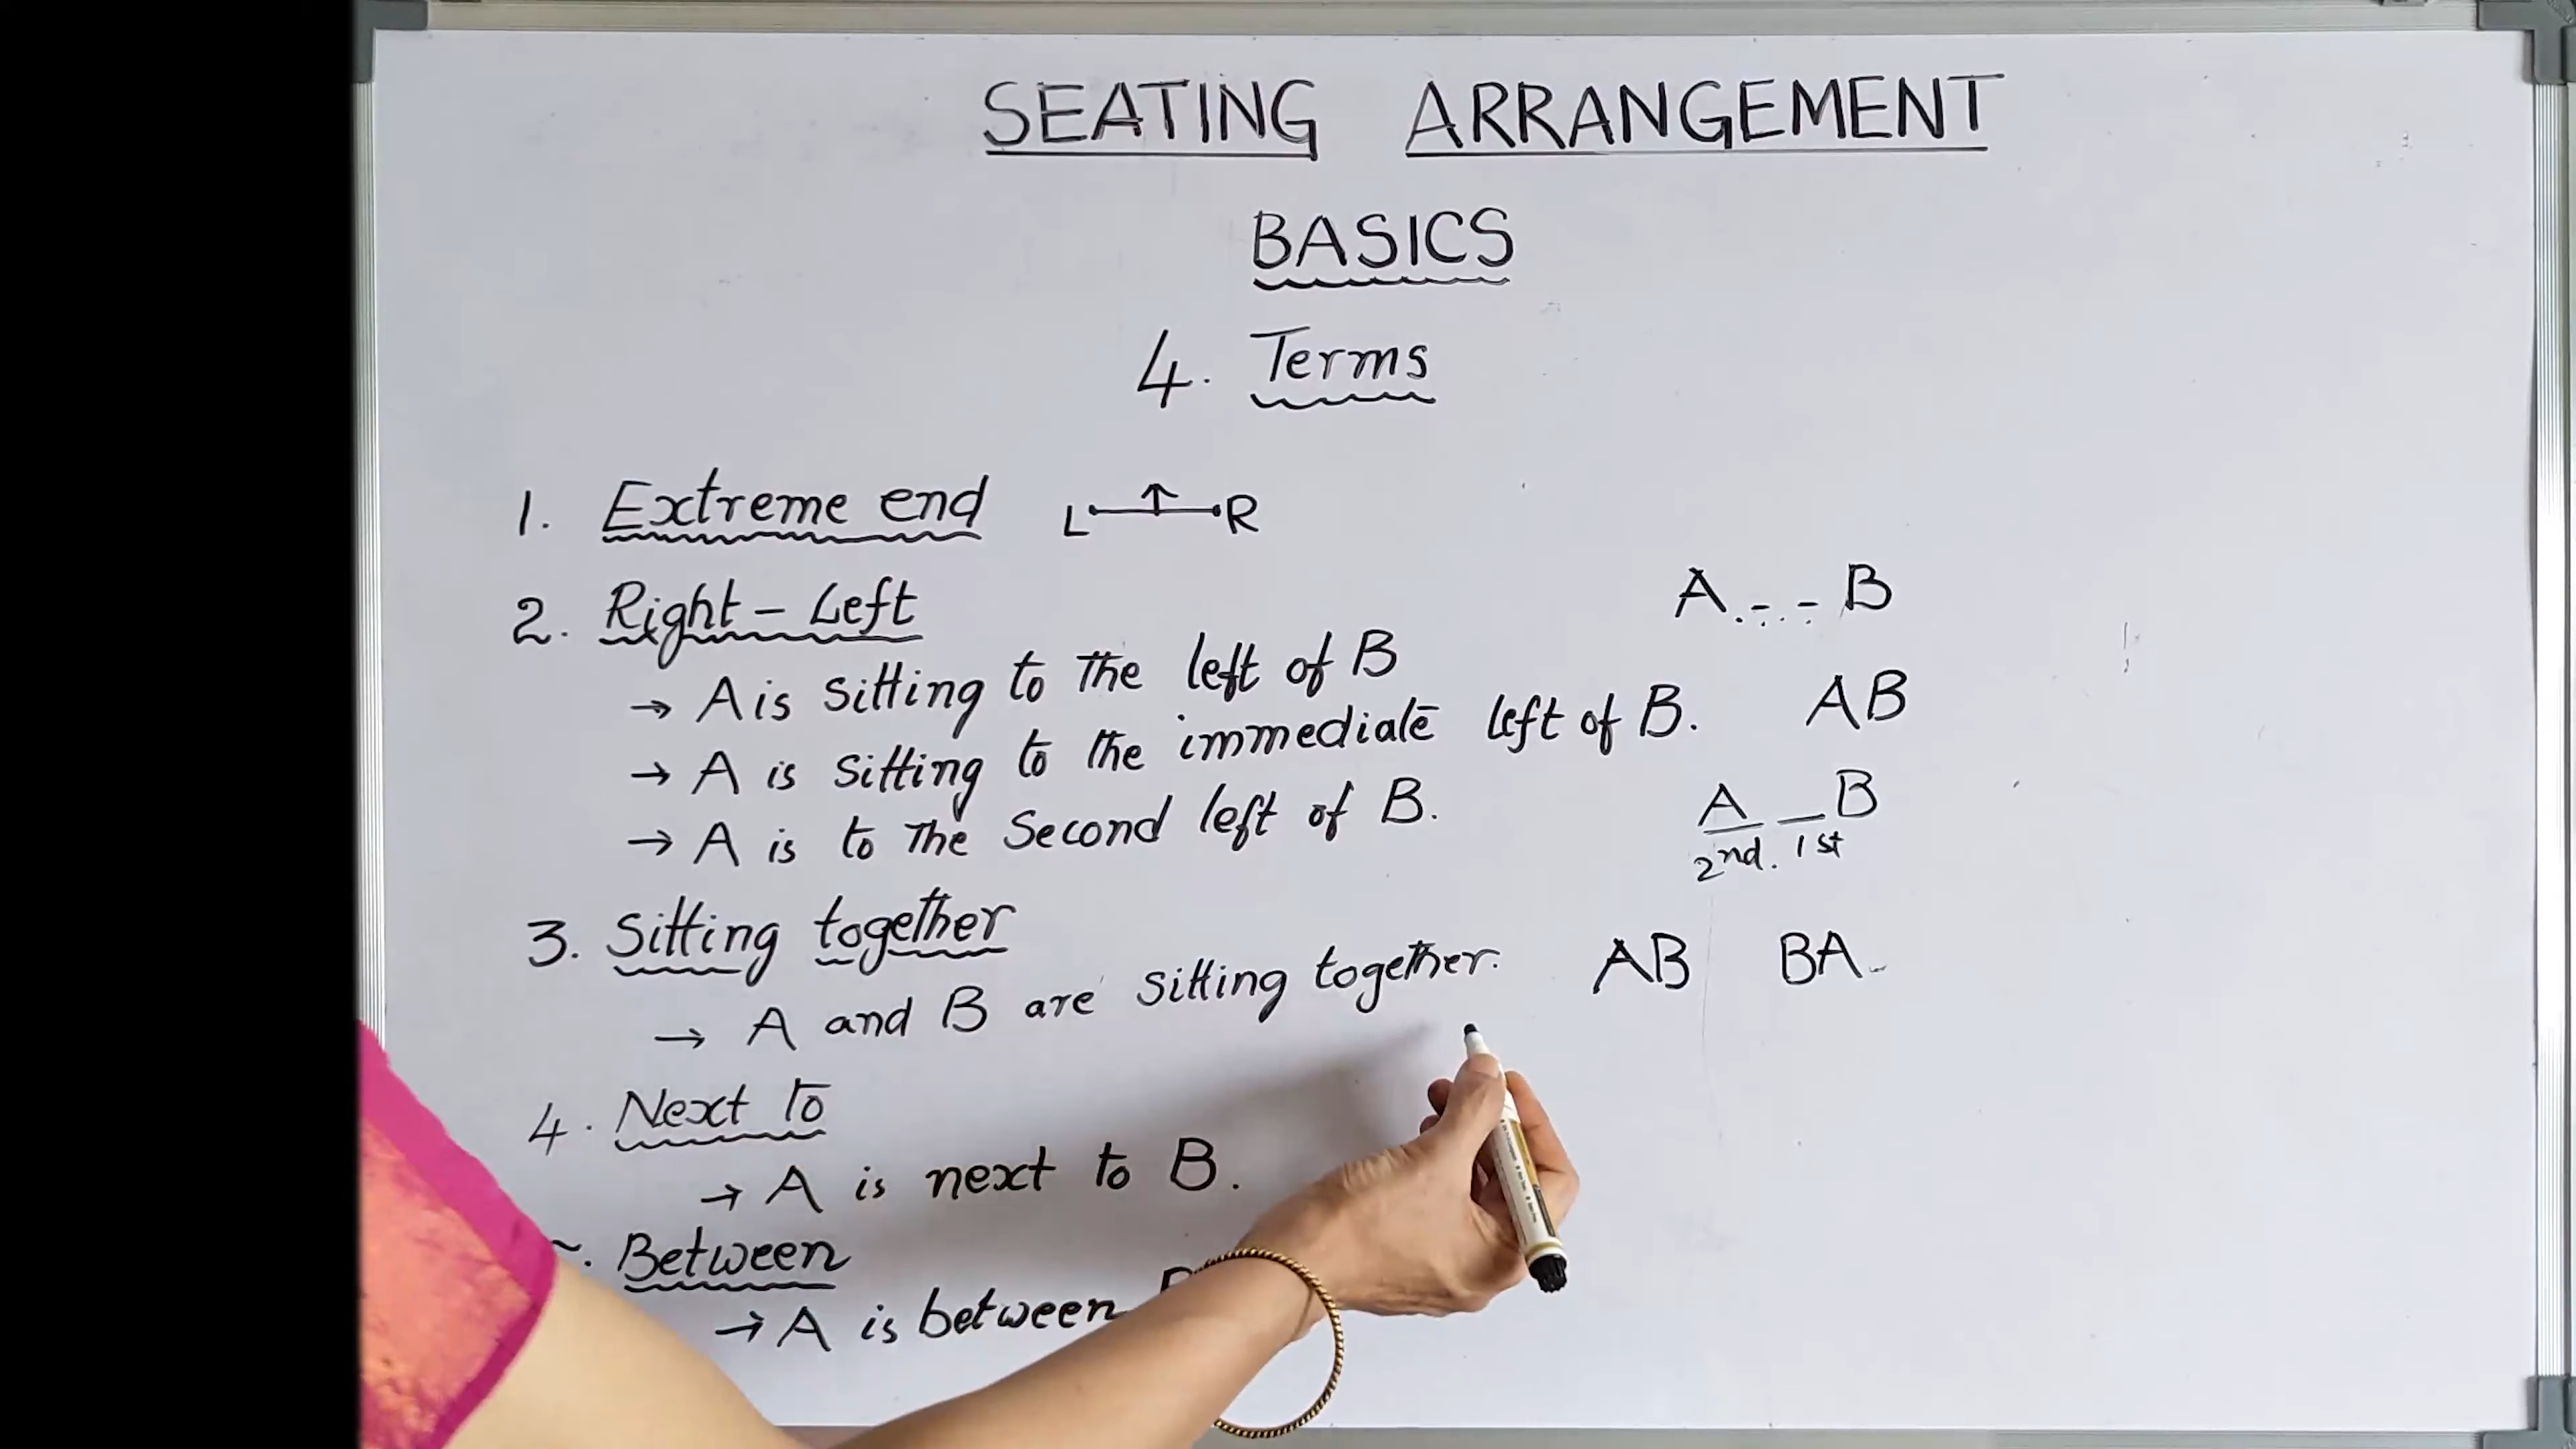 SEATING ARRANGEMENT
BASICS
4. Terms
1. Extreme end L R
2. Right - Left
A - - B
→ A is sitting to the left of B
→ A is sitting to the immediate left of B. AB
→ A is to the second left of B. A _ B
2nd. 1st
3. Sitting together
→ A and B are sitting together. AB BA
4. Next to
→ A is next to B.
Between
→ A is between